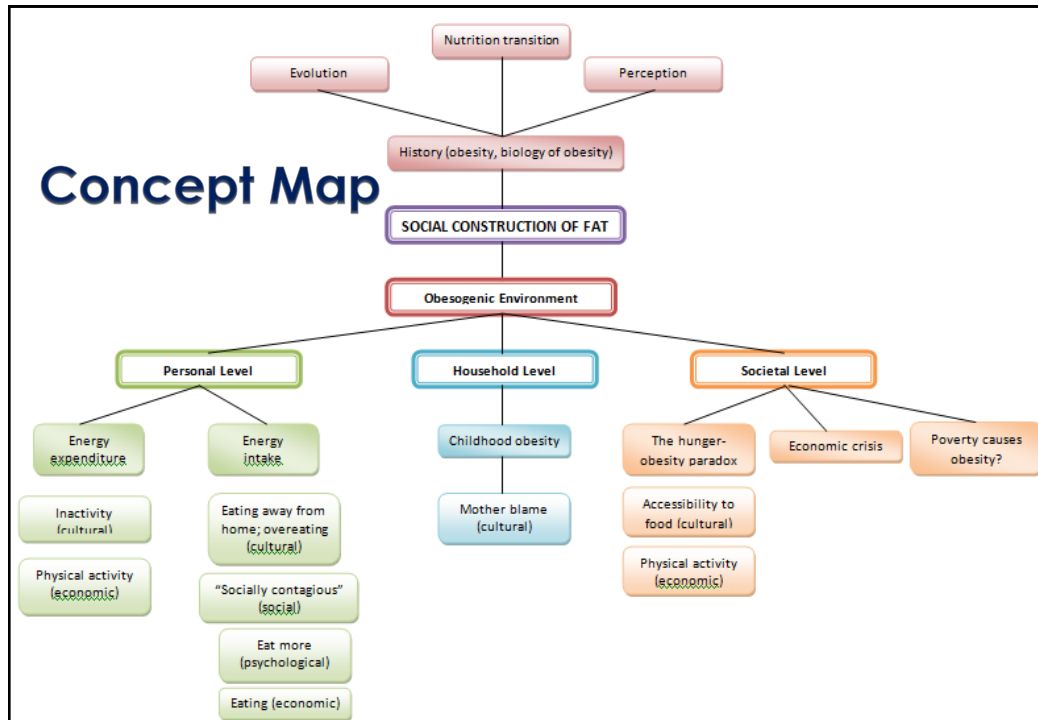 Nutrition transition
Evolution
Perception
History (obesity, biology of obesity)
Concept Map
SOCIAL CONSTRUCTION OF FAT
Obesogenic Environment
Personal Level
Household Level
Societal Level
Energy
expenditure
Energy
intake
Childhood obesity
The hunger-
obesity paradox
Economic crisis
Poverty causes
obesity?
Inactivity
(cultural)
Eating away from
home; overeating
(cultural)
Mother blame
(cultural)
Accessibility to
food (cultural)
Physical activity
(economic)
Physical activity
(economic)
“Socially contagious”
(social)
Eat more
(psychological)
Eating (economic)